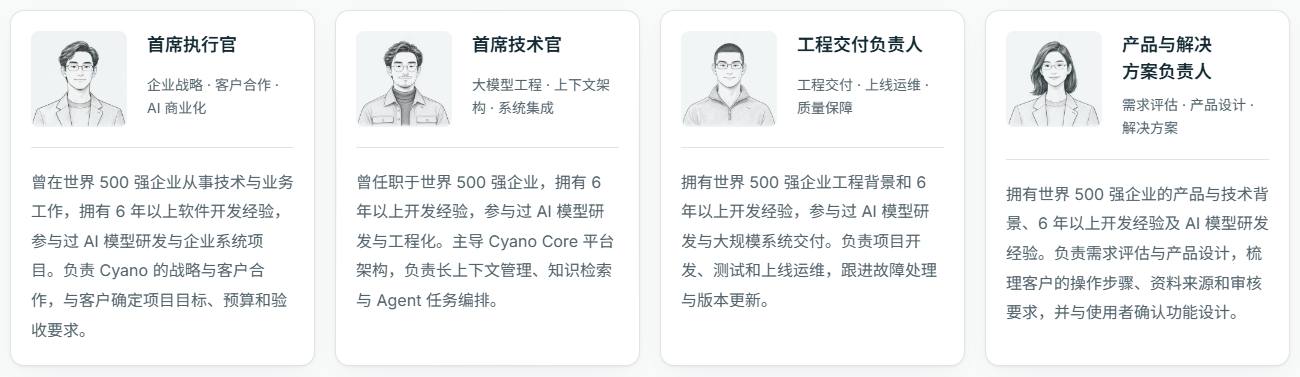 首席执行官
企业战略 · 客户合作 ·
AI 商业化
曾在世界 500 强企业从事技术与业务
工作，拥有 6 年以上软件开发经验，
参与过 AI 模型研发与企业系统项
目。负责 Cyano 的战略与客户合
作，与客户确定项目目标、预算和验
收要求。
首席技术官
大模型工程 · 上下文架
构 · 系统集成
曾任职于世界 500 强企业，拥有 6
年以上开发经验，参与过 AI 模型研
发与工程化。主导 Cyano Core 平台
架构，负责长上下文管理、知识检索
与 Agent 任务编排。
工程交付负责人
工程交付 · 上线运维 ·
质量保障
拥有世界 500 强企业工程背景和 6
年以上开发经验，参与过 AI 模型研
发与大规模系统交付。负责项目开
发、测试和上线运维，跟进故障处理
与版本更新。
产品与解决
方案负责人
需求评估 · 产品设计 ·
解决方案
拥有世界 500 强企业的产品与技术背
景、6 年以上开发经验及 AI 模型研发
经验。负责需求评估与产品设计，梳
理客户的操作步骤、资料来源和审核
要求，并与使用者确认功能设计。